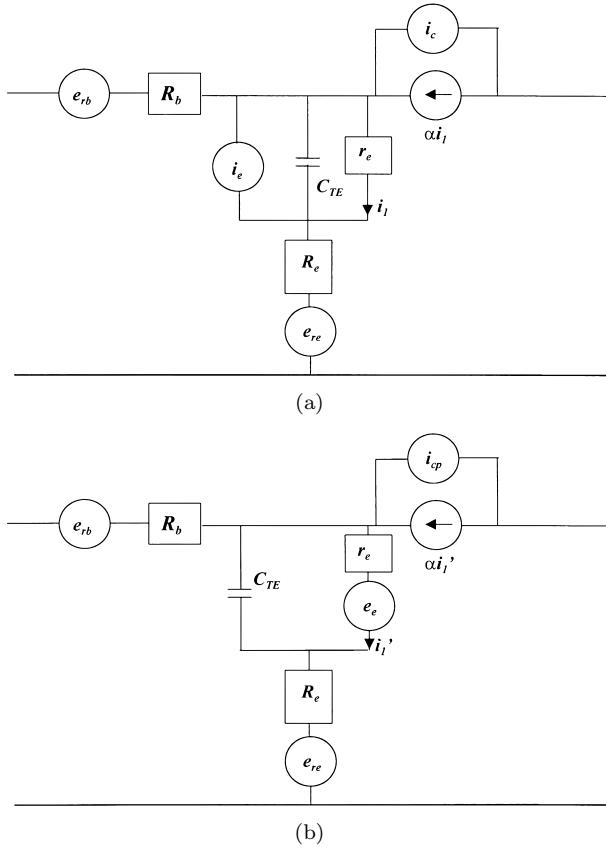 i_c
e_rb
R_b
αi_1
i_e
C_TE
r_e
i_1
R_e
e_re
(a)
i_cp
e_rb
R_b
r_e
αi_1'
C_TE
e_e
i_1'
R_e
e_re
(b)